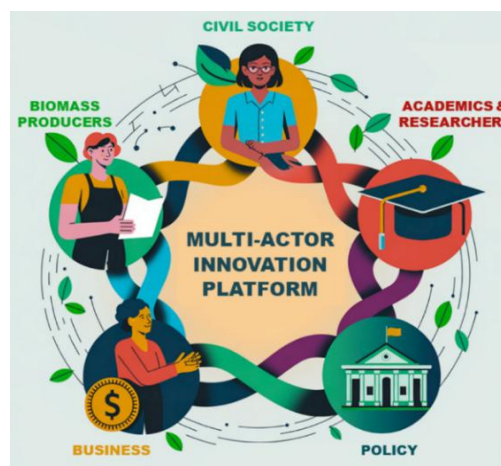 CIVIL SOCIETY
BIOMASS
PRODUCERS
ACADEMICS &
RESEARCHER
MULTI-ACTOR
INNOVATION
PLATFORM
$
BUSINESS
POLICY